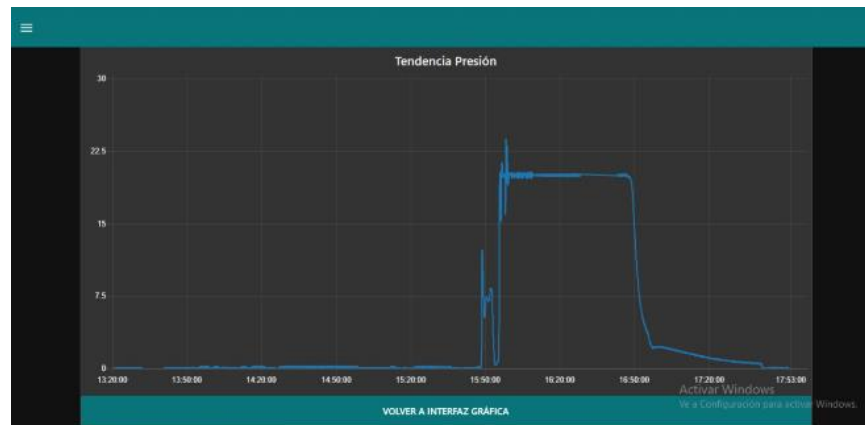 Tendencia Presión
30
22.5
15
7.5
0
13:20:00 13:50:00 14:20:00 14:50:00 15:20:00 15:50:00 16:20:00 16:50:00 17:20:00 17:53:00
Activar Windows
Ve a Configuración para activar Windows.
VOLVER A INTERFAZ GRÁFICA